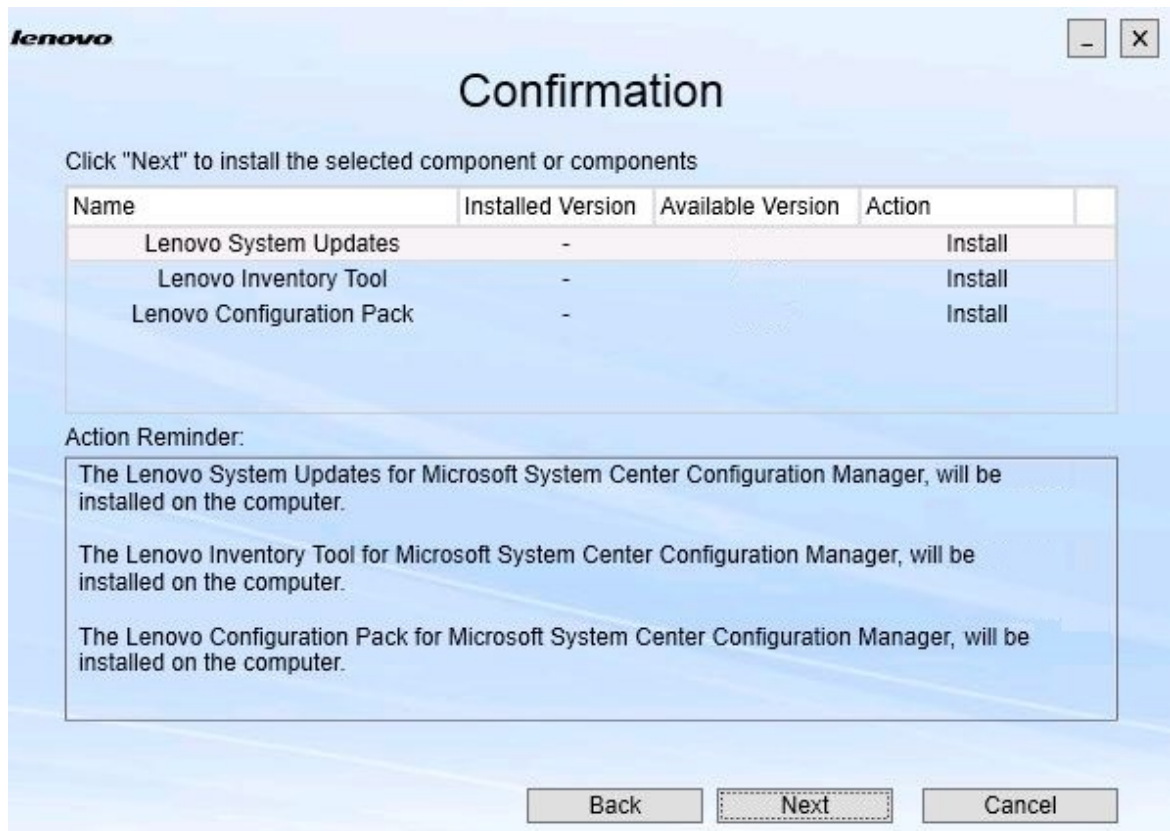 lenovo
Confirmation
Click "Next" to install the selected component or components
Name Installed Version Available Version Action
Lenovo System Updates - Install
Lenovo Inventory Tool - Install
Lenovo Configuration Pack - Install
Action Reminder:
The Lenovo System Updates for Microsoft System Center Configuration Manager, will be
installed on the computer.
The Lenovo Inventory Tool for Microsoft System Center Configuration Manager, will be
installed on the computer.
The Lenovo Configuration Pack for Microsoft System Center Configuration Manager, will be
installed on the computer.
Back Next Cancel